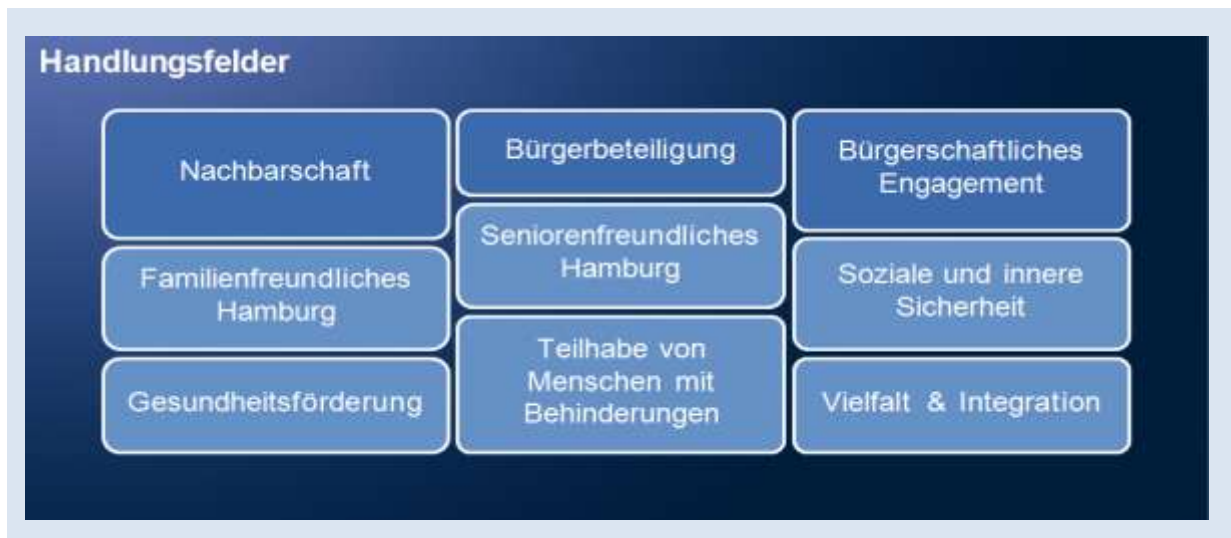 Handlungsfelder
Nachbarschaft
Bürgerbeteiligung
Bürgerschaftliches
Engagement
Familienfreundliches
Hamburg
Seniorenfreundliches
Hamburg
Soziale und innere
Sicherheit
Gesundheitsförderung
Teilhabe von
Menschen mit
Behinderungen
Vielfalt & Integration